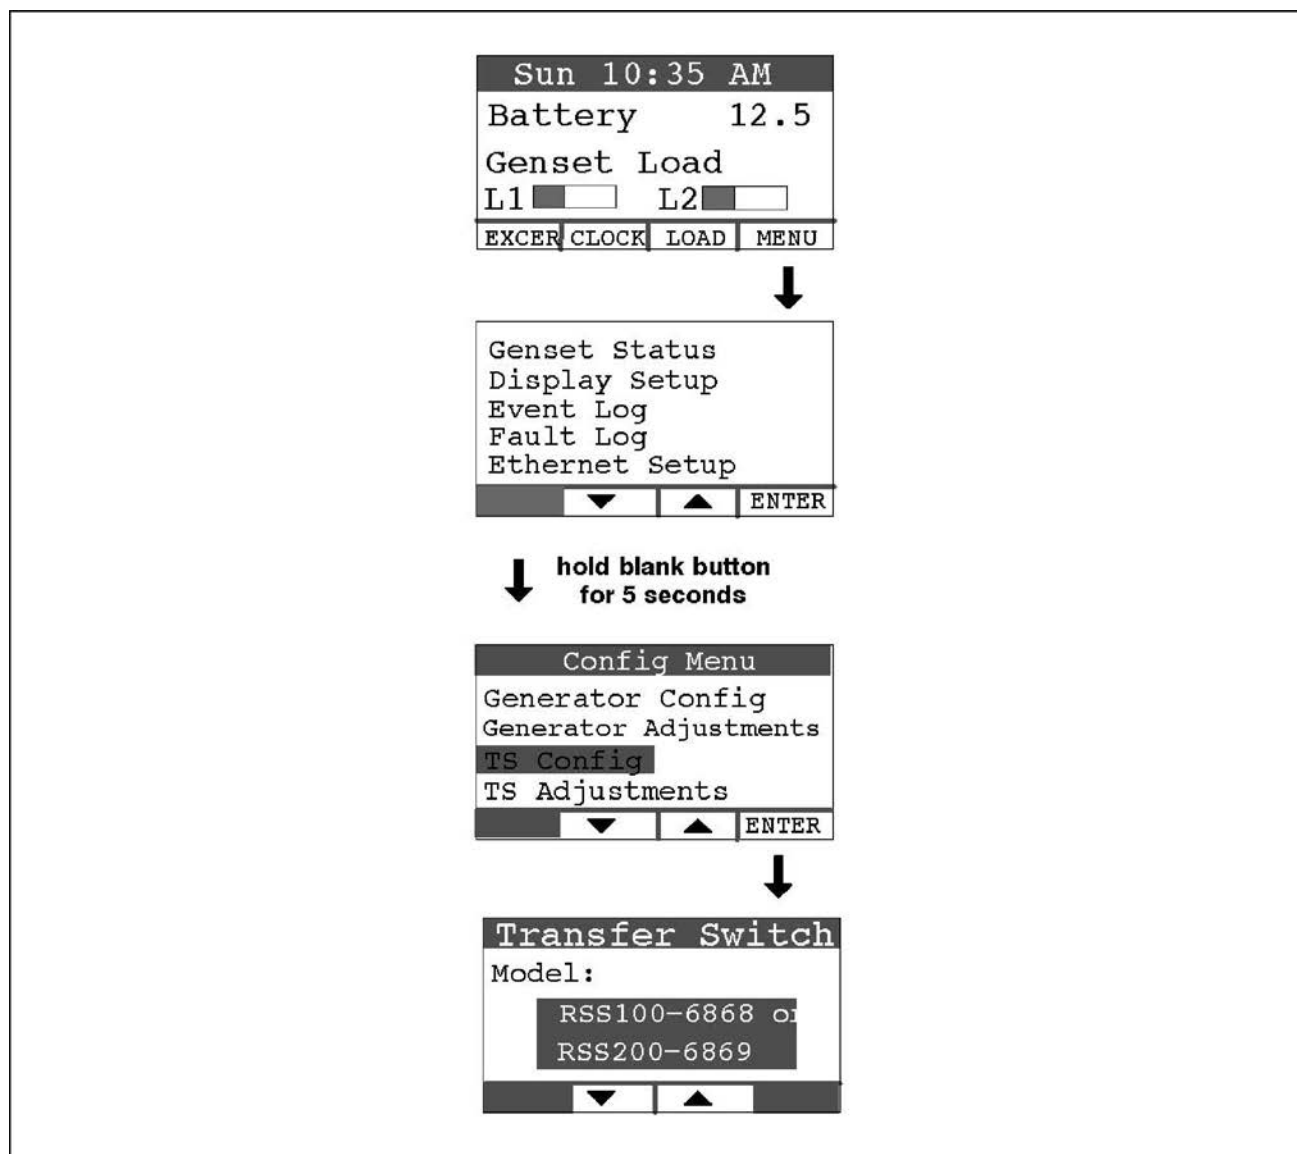 Sun 10:35 AM
Battery 12.5
Genset Load
L1 L2
EXCER CLOCK LOAD MENU
Genset Status
Display Setup
Event Log
Fault Log
Ethernet Setup
ENTER
hold blank button
for 5 seconds
Config Menu
Generator Config
Generator Adjustments
TS Config
TS Adjustments
ENTER
Transfer Switch
Model:
RSS100-6868 or
RSS200-6869